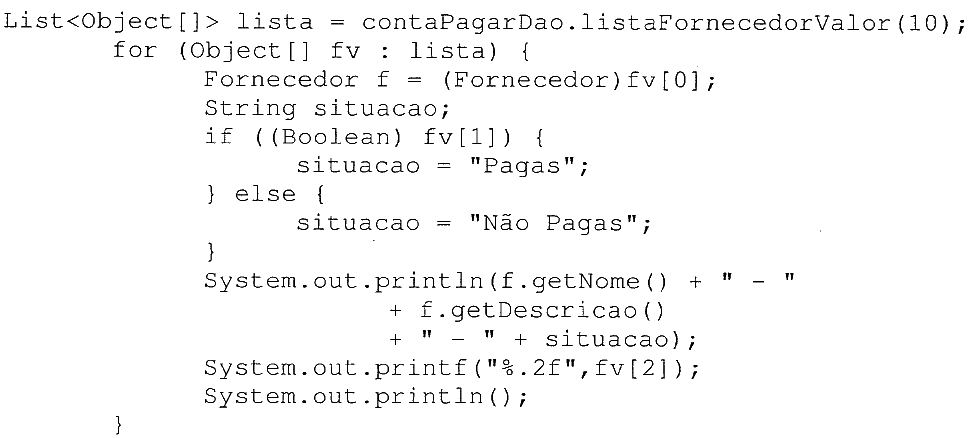 List<Object[]> lista = contaPagarDao.listaFornecedorValor(10);
for (Object[] fv : lista) {
Fornecedor f = (Fornecedor)fv[0];
String situacao;
if ((Boolean) fv[1]) {
situacao = "Pagas";
} else {
situacao = "Não Pagas";
}
System.out.println(f.getNome() + " - "
+ f.getDescricao()
+ " - " + situacao);
System.out.printf("%.2f",fv[2]);
System.out.println();
}